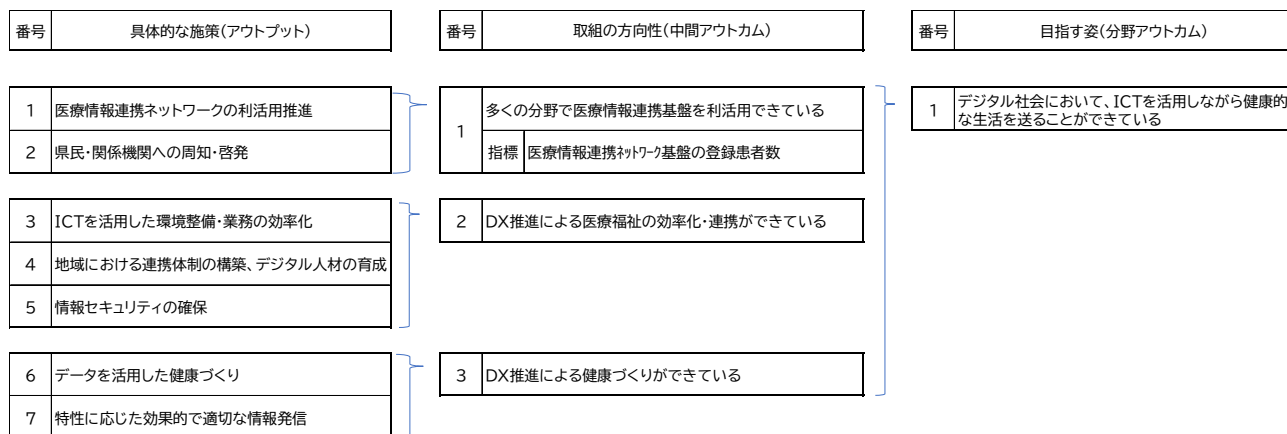 番号 具体的な施策(アウトプット) 番号 取組の方向性(中間アウトカム) 番号 目指す姿(分野アウトカム)
1 医療情報連携ネットワークの利活用推進
2 県民・関係機関への周知・啓発
1 多くの分野で医療情報連携基盤を利活用できている
指標 医療情報連携ネットワーク基盤の登録患者数
1 デジタル社会において、ICTを活用しながら健康的
な生活を送ることができている
3 ICTを活用した環境整備・業務の効率化
4 地域における連携体制の構築、デジタル人材の育成
5 情報セキュリティの確保
2 DX推進による医療福祉の効率化・連携ができている
6 データを活用した健康づくり
7 特性に応じた効果的で適切な情報発信
3 DX推進による健康づくりができている